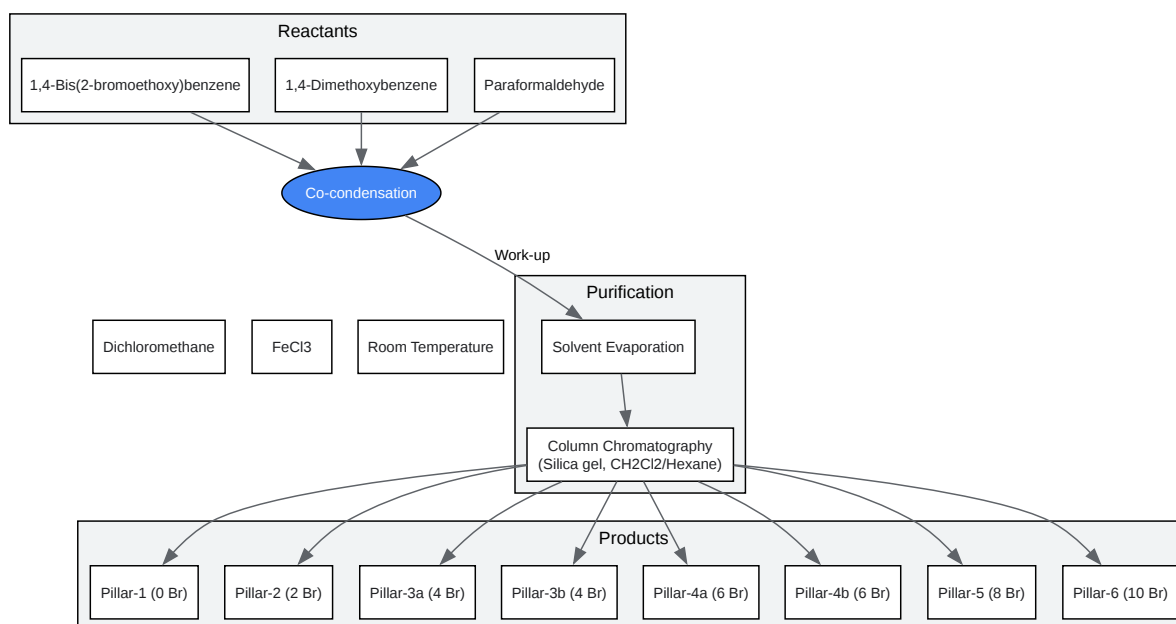 Reactants
1,4-Bis(2-bromoethoxy)benzene
1,4-Dimethoxybenzene
Paraformaldehyde
Co-condensation
Work-up
Purification
Dichloromethane
FeCl3
Room Temperature
Solvent Evaporation
Column Chromatography
(Silica gel, CH2Cl2/Hexane)
Products
Pillar-1 (0 Br)
Pillar-2 (2 Br)
Pillar-3a (4 Br)
Pillar-3b (4 Br)
Pillar-4a (6 Br)
Pillar-4b (6 Br)
Pillar-5 (8 Br)
Pillar-6 (10 Br)